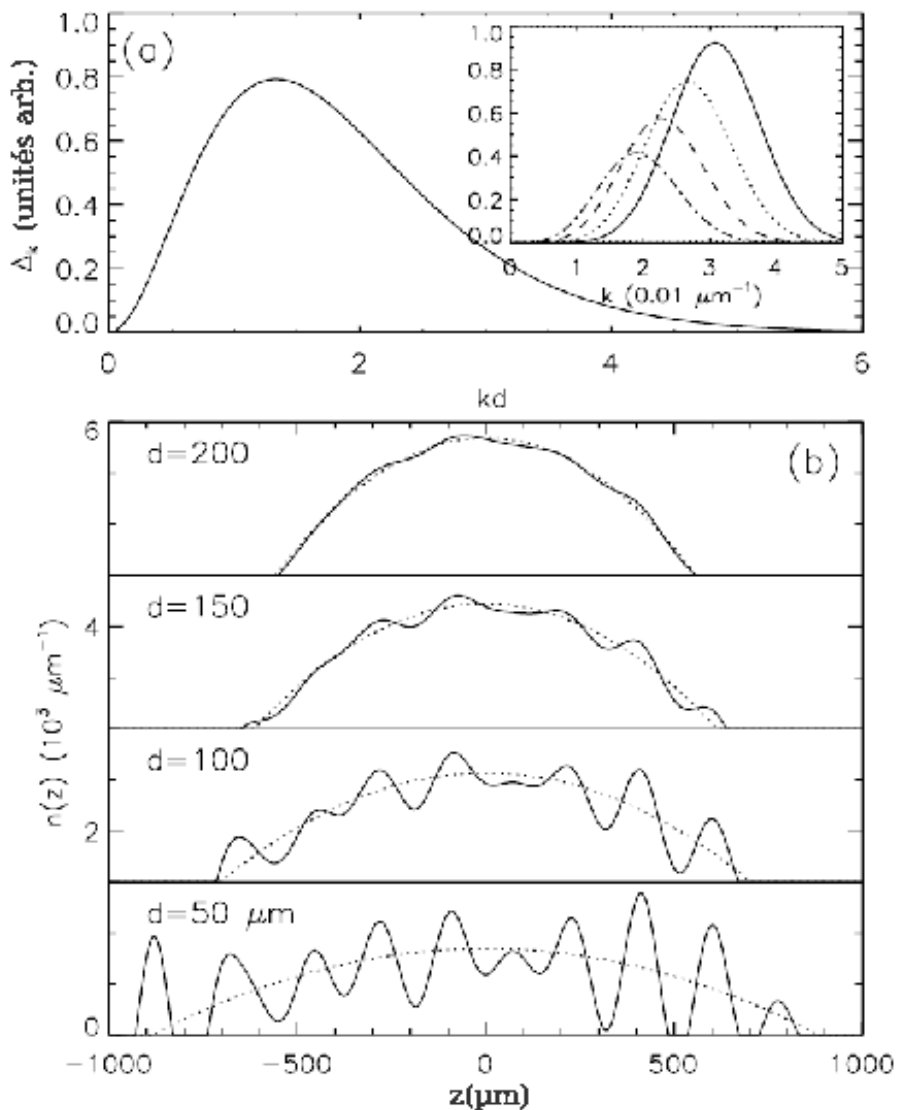 (a)
Δk (unités arb.)
1.0
0.8
0.6
0.4
0.2
0.0
0 2 4 6
kd
1.0
0.8
0.6
0.4
0.2
0.0
0 1 2 3 4 5
k (0.01 μm⁻¹)
(b)
n(z) (10³ μm⁻¹)
6
d=200
4
d=150
2
d=100
0
d=50 μm
−1000 −500 0 500 1000
z(μm)